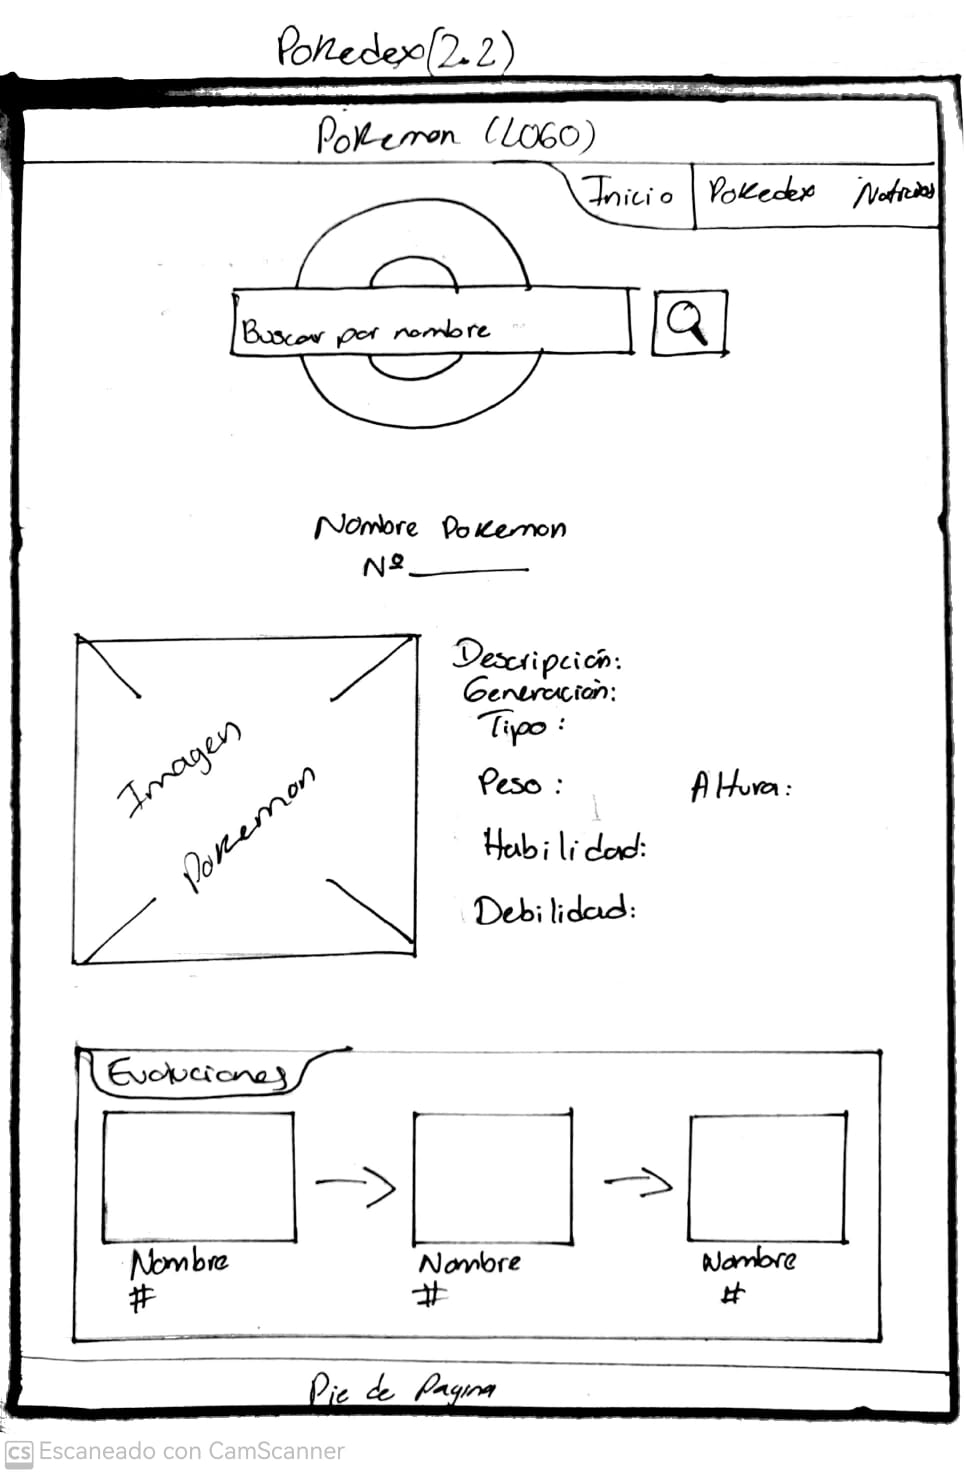 Pokedex (2.2)
Pokemon (LOGO)
Inicio Pokedex Noticias
Buscar por nombre
Nombre Pokemon
Nº
Imagen
Pokemon
Descripción:
Generación:
Tipo:
Peso: Altura:
Habilidad:
Debilidad:
Evoluciones
Nombre Nombre Nombre
# # #
Pie de Pagina
CS Escaneado con CamScanner